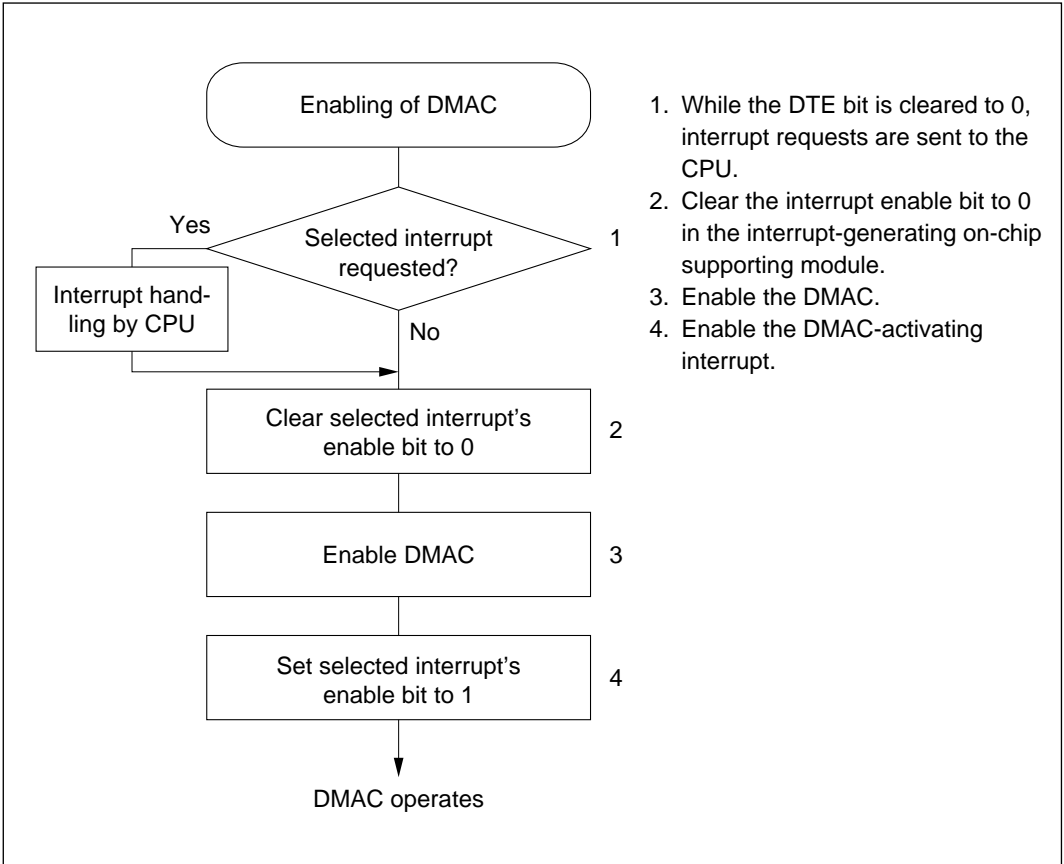 Enabling of DMAC
Yes
Selected interrupt
requested?
1
Interrupt hand-
ling by CPU
No
Clear selected interrupt's
enable bit to 0
2
Enable DMAC
3
Set selected interrupt's
enable bit to 1
4
DMAC operates
1. While the DTE bit is cleared to 0,
interrupt requests are sent to the
CPU.
2. Clear the interrupt enable bit to 0
in the interrupt-generating on-chip
supporting module.
3. Enable the DMAC.
4. Enable the DMAC-activating
interrupt.